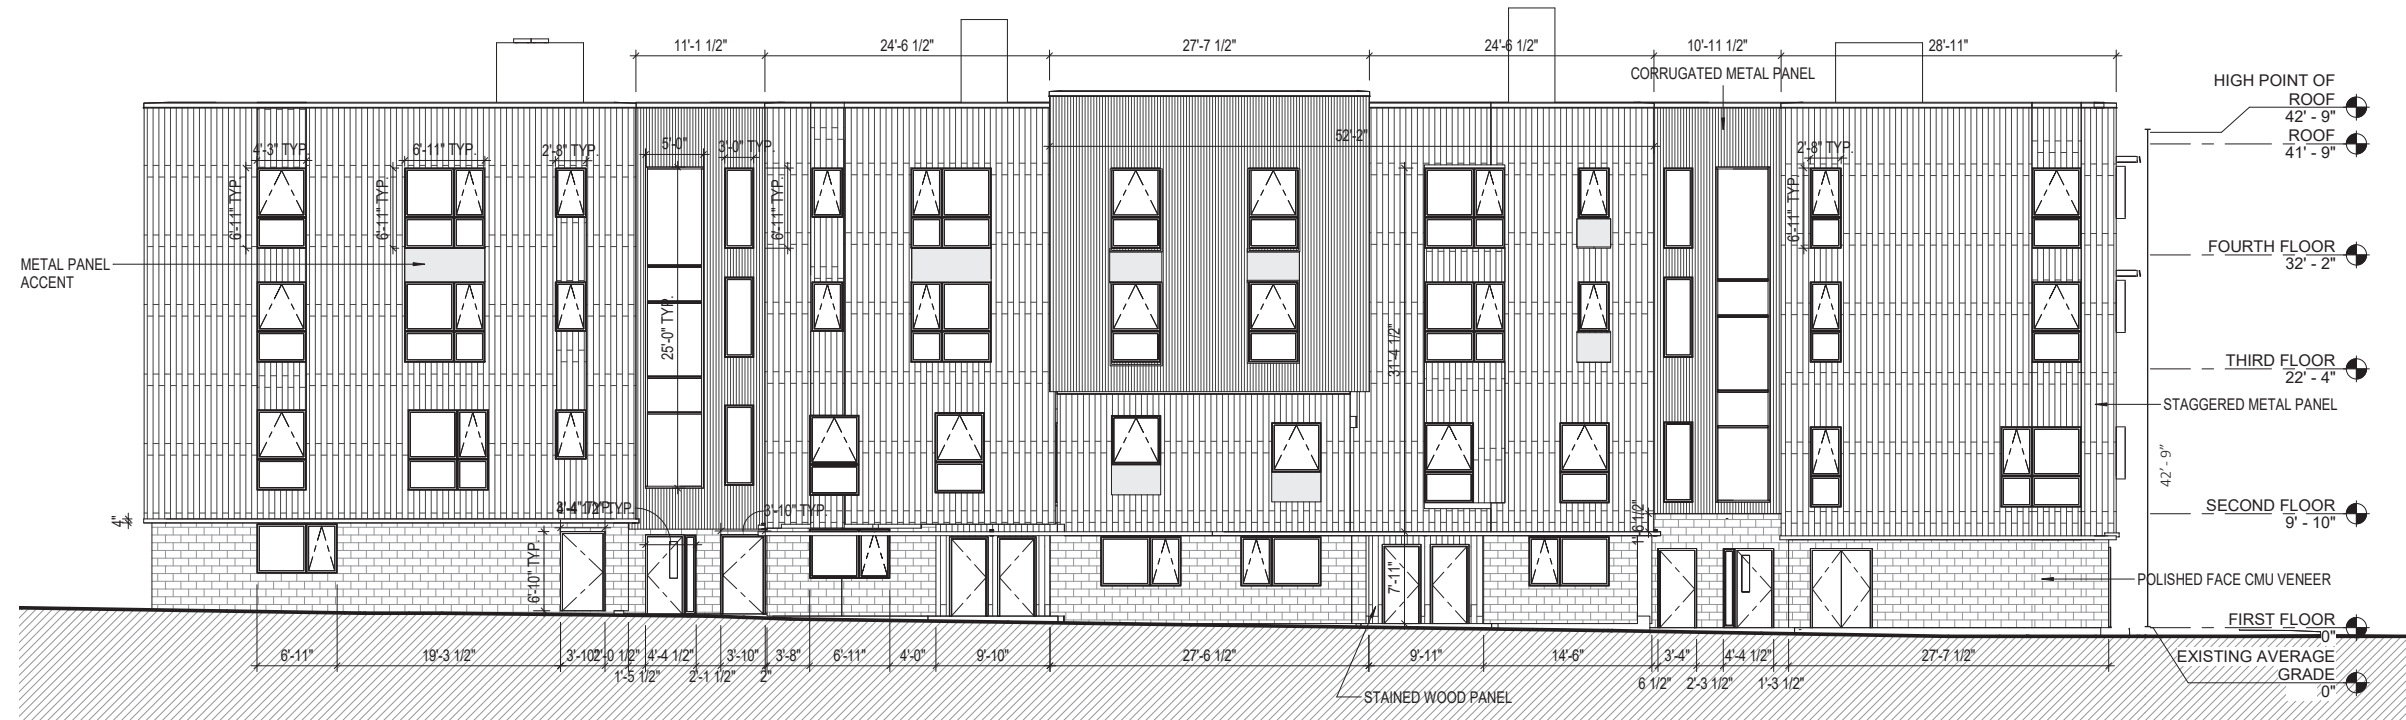 11'-1 1/2"
24'-6 1/2"
27'-7 1/2"
24'-6 1/2"
10'-11 1/2"
28'-11"
CORRUGATED METAL PANEL
HIGH POINT OF
ROOF
42' - 9"
ROOF
41' - 9"
4'-3" TYP.
6'-11" TYP.
2'-8" TYP.
5'-0"
3'-0" TYP.
52'-2"
2'-8" TYP.
6'-11" TYP.
6'-11" TYP.
6'-11" TYP.
6'-11" TYP.
METAL PANEL
ACCENT
FOURTH FLOOR
32' - 2"
25'-0" TYP.
31'-4 1/2"
THIRD FLOOR
22' - 4"
STAGGERED METAL PANEL
42' - 9"
SECOND FLOOR
9' - 10"
4"
3'-10" TYP.
1'-6 1/2"
6'-10" TYP.
7'-11"
POLISHED FACE CMU VENEER
FIRST FLOOR
0"
EXISTING AVERAGE
GRADE
0"
6'-11"
19'-3 1/2"
3'-10"
2'-0 1/2"
4'-4 1/2"
3'-10"
3'-8"
6'-11"
4'-0"
9'-10"
27'-6 1/2"
9'-11"
14'-6"
3'-4"
4'-4 1/2"
27'-7 1/2"
1'-5 1/2"
2'-1 1/2"
2"
6 1/2"
2'-3 1/2"
1'-3 1/2"
STAINED WOOD PANEL